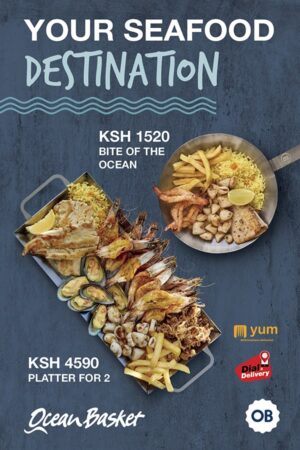 YOUR SEAFOOD
DESTINATION
KSH 1520
BITE OF THE
OCEAN
yum
Dial a
Delivery
KSH 4590
PLATTER FOR 2
Ocean Basket
OB